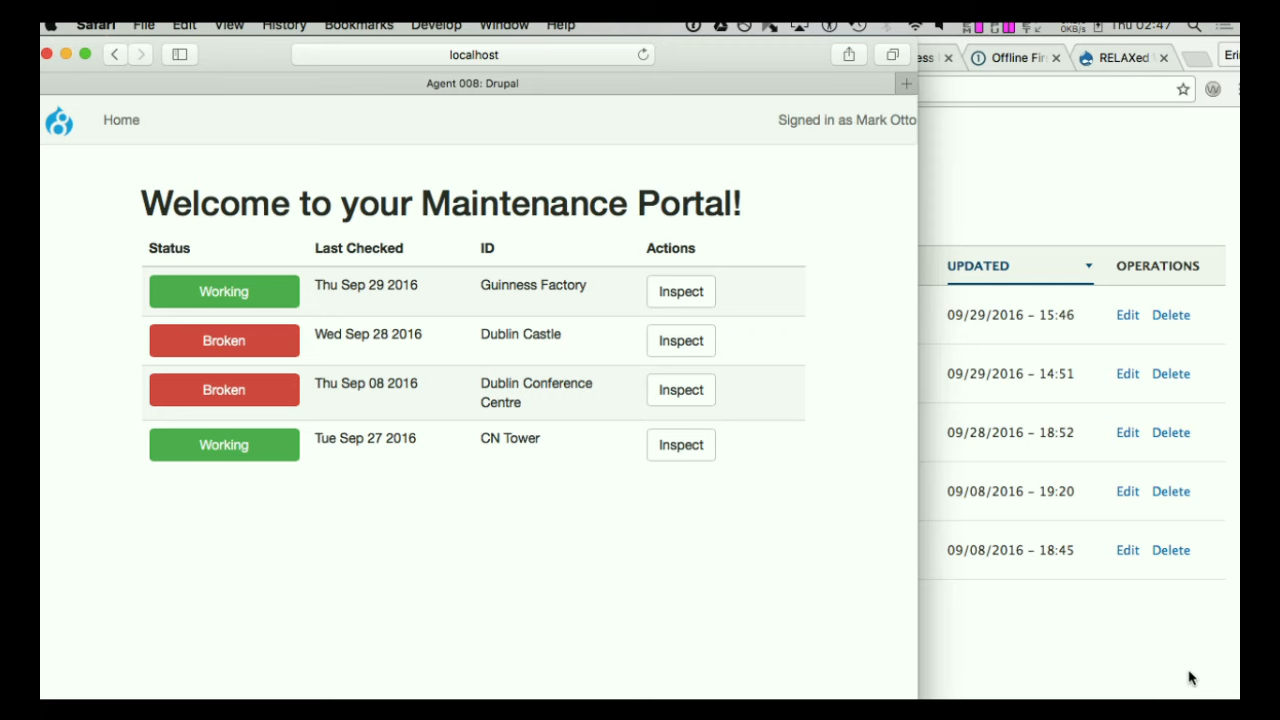 Safari File Edit View History Bookmarks Develop Window Help
0KB/s Thu 02:47
localhost
ess Offline Fir RELAXed Eri
Agent 008: Drupal
Home Signed in as Mark Otto
Welcome to your Maintenance Portal!
Status Last Checked ID Actions
Working Thu Sep 29 2016 Guinness Factory Inspect
Broken Wed Sep 28 2016 Dublin Castle Inspect
Broken Thu Sep 08 2016 Dublin Conference
Centre Inspect
Working Tue Sep 27 2016 CN Tower Inspect
UPDATED OPERATIONS
09/29/2016 - 15:46 Edit Delete
09/29/2016 - 14:51 Edit Delete
09/28/2016 - 18:52 Edit Delete
09/08/2016 - 19:20 Edit Delete
09/08/2016 - 18:45 Edit Delete